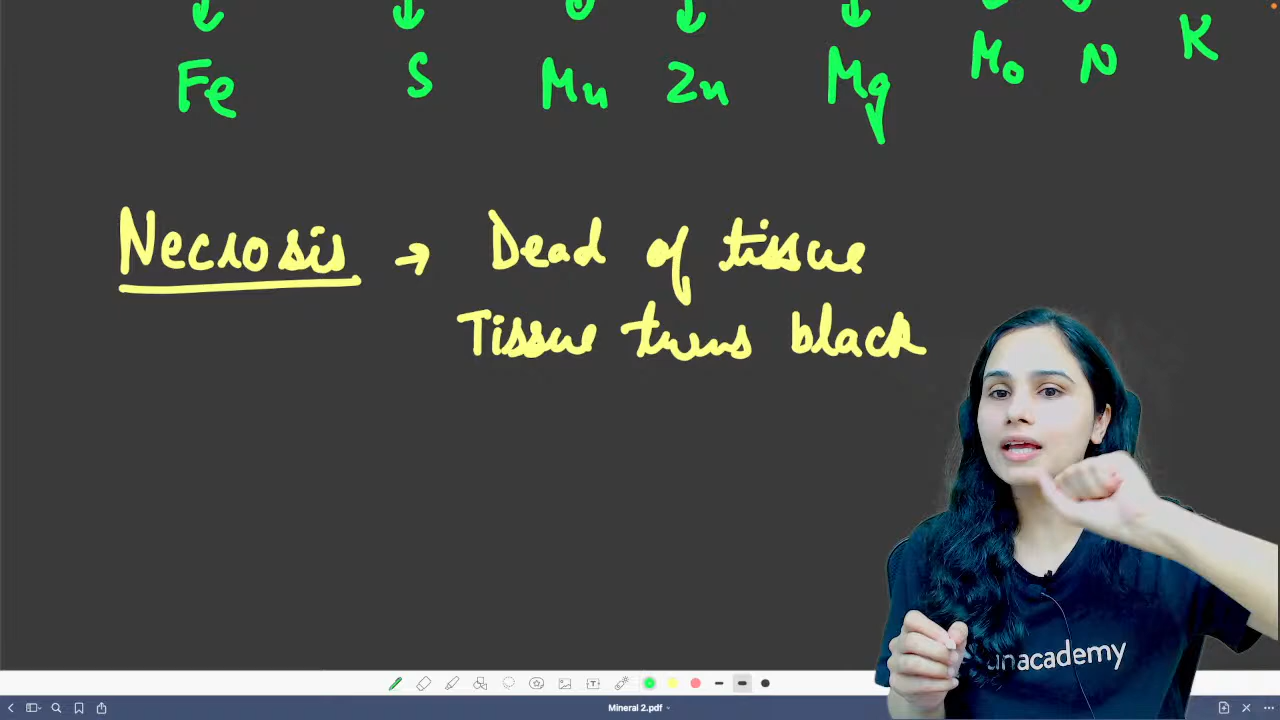 Fe S Mn Zn Mg Mo N K
Necrosis → Dead of tissue
Tissue turns black
unacademy
Mineral 2.pdf